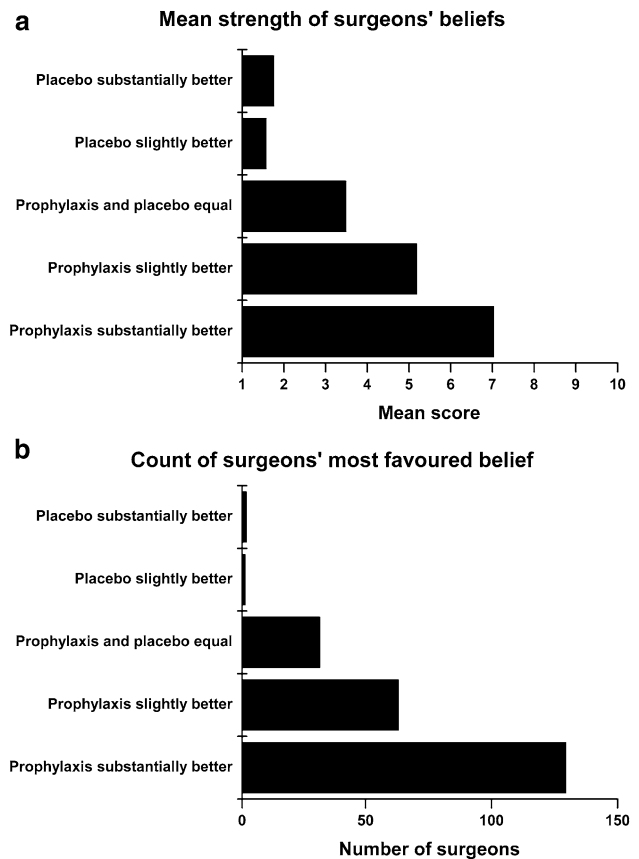 a
Mean strength of surgeons' beliefs
Placebo substantially better
Placebo slightly better
Prophylaxis and placebo equal
Prophylaxis slightly better
Prophylaxis substantially better
1 2 3 4 5 6 7 8 9 10
Mean score
b
Count of surgeons' most favoured belief
Placebo substantially better
Placebo slightly better
Prophylaxis and placebo equal
Prophylaxis slightly better
Prophylaxis substantially better
0 50 100 150
Number of surgeons